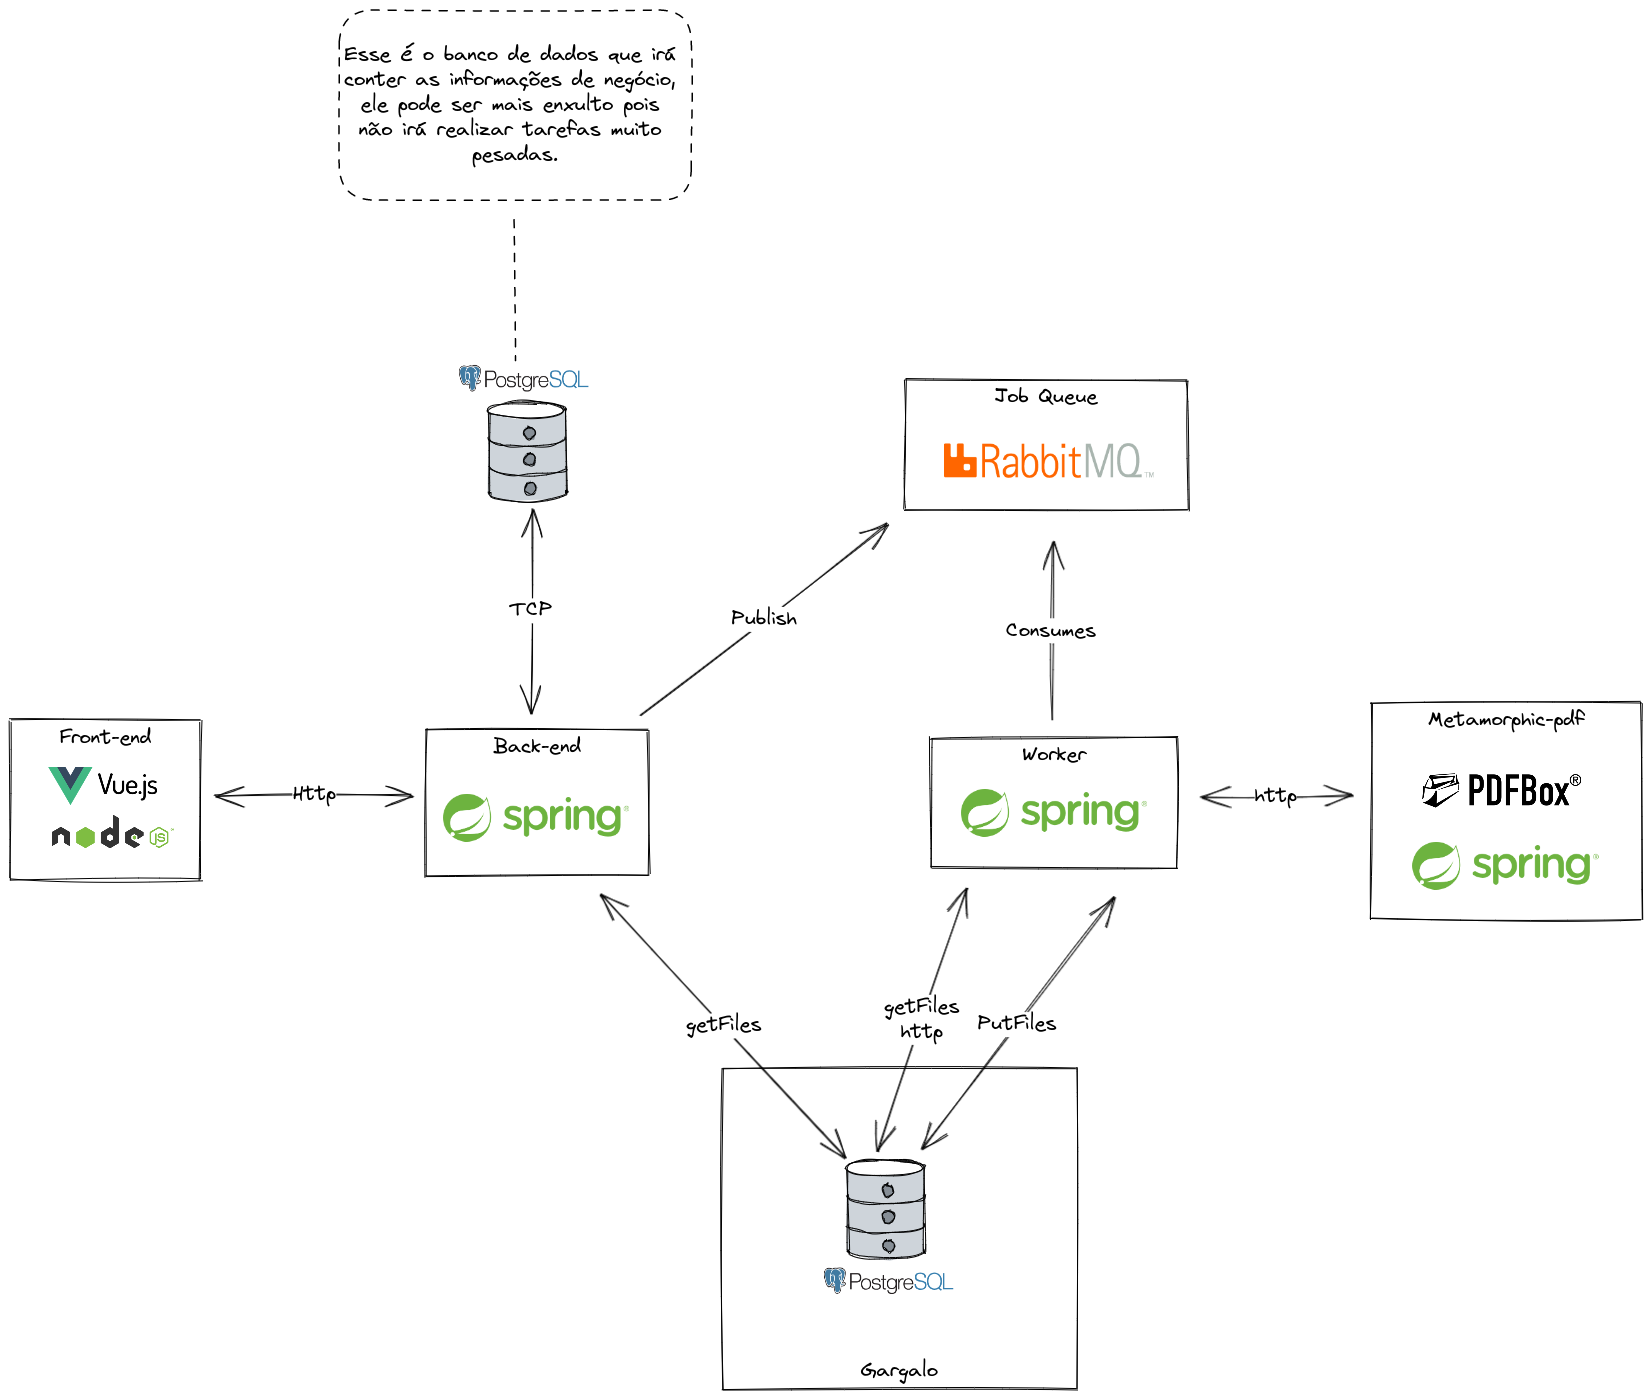 Esse é o banco de dados que irá
conter as informações de negócio,
ele pode ser mais enxulto pois
não irá realizar tarefas muito
pesadas.
PostgreSQL
Job Queue
RabbitMQ™
TCP
Publish
Consumes
Front-end
Vue.js
node JS
Http
Back-end
spring®
Worker
spring®
http
Metamorphic-pdf
PDFBox®
spring®
getFiles
getFiles
http
PutFiles
PostgreSQL
Gargalo